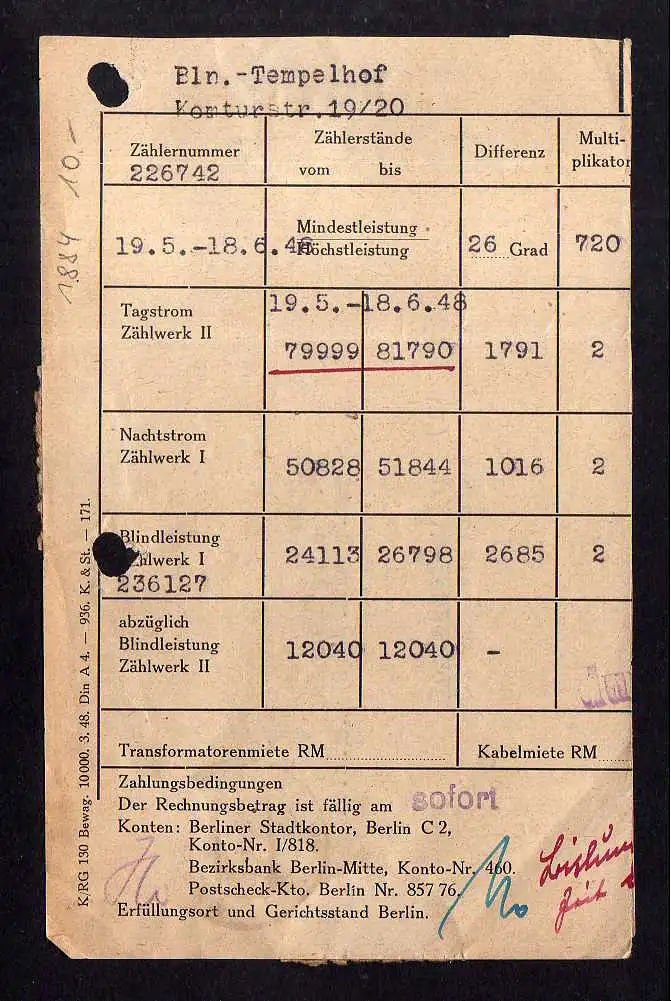 Bln.-Tempelhof
Komturstr.19/20
Zählernummer
226742
Zählerstände
vom bis
Differenz
Multi-
plikator
19.5.-18.6.48
Mindestleistung
Höchstleistung
26 Grad
720
Tagstrom
Zählwerk II
19.5.-18.6.48
79999 81790 1791 2
Nachtstrom
Zählwerk I
50828 51844 1016 2
Blindleistung
Zählwerk I
236127
24113 26798 2685 2
abzüglich
Blindleistung
Zählwerk II
12040 12040 -
Transformatorenmiete RM
Kabelmiete RM
Zahlungsbedingungen
Der Rechnungsbetrag ist fällig am sofort
Konten: Berliner Stadtkontor, Berlin C 2,
Konto-Nr. I/818.
Bezirksbank Berlin-Mitte, Konto-Nr. 460.
Postscheck-Kto. Berlin Nr. 857 76.
Erfüllungsort und Gerichtsstand Berlin.
K/RG 130 Bewag. 10000. 3. 48. Din A 4. — 936. K. & St. — 171.
1884 10.-